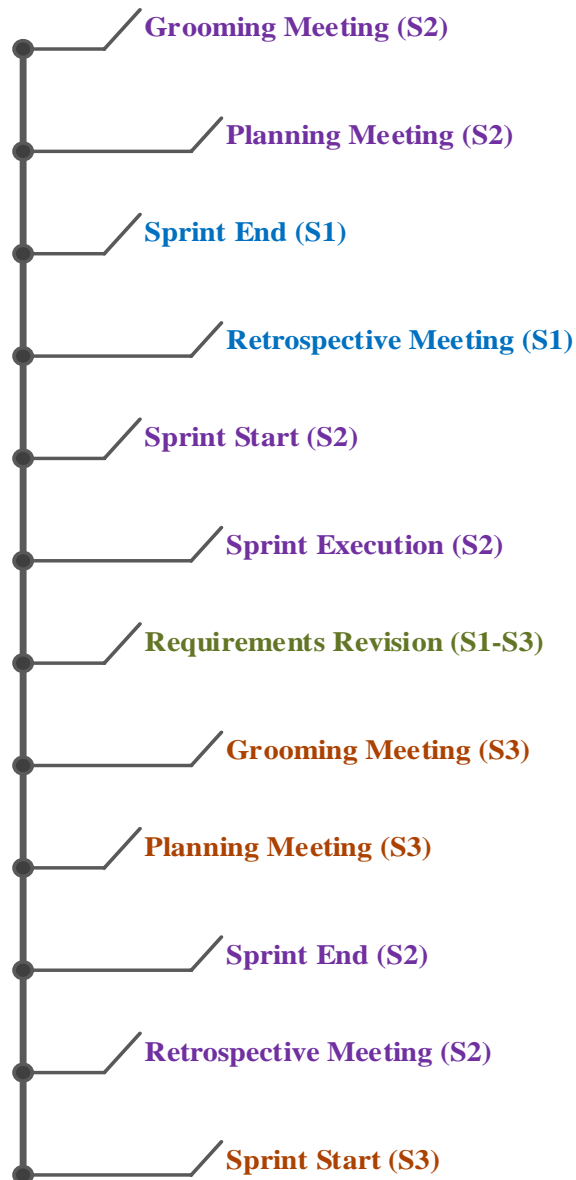 Grooming Meeting (S2)
Planning Meeting (S2)
Sprint End (S1)
Retrospective Meeting (S1)
Sprint Start (S2)
Sprint Execution (S2)
Requirements Revision (S1-S3)
Grooming Meeting (S3)
Planning Meeting (S3)
Sprint End (S2)
Retrospective Meeting (S2)
Sprint Start (S3)